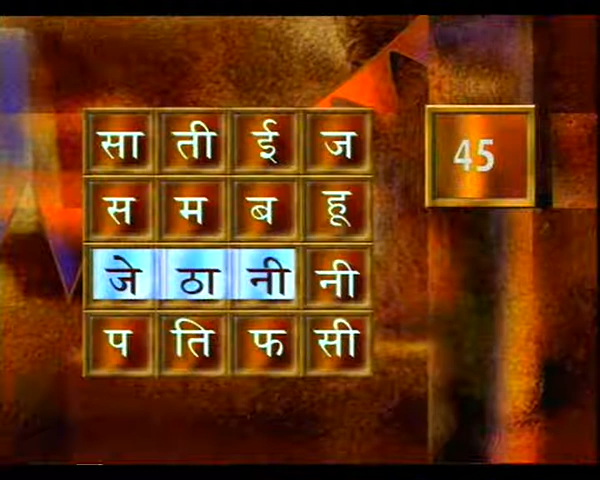 सा ती ई ज
45
स म ब हू
जे ठा नी नी
प ति फ सी